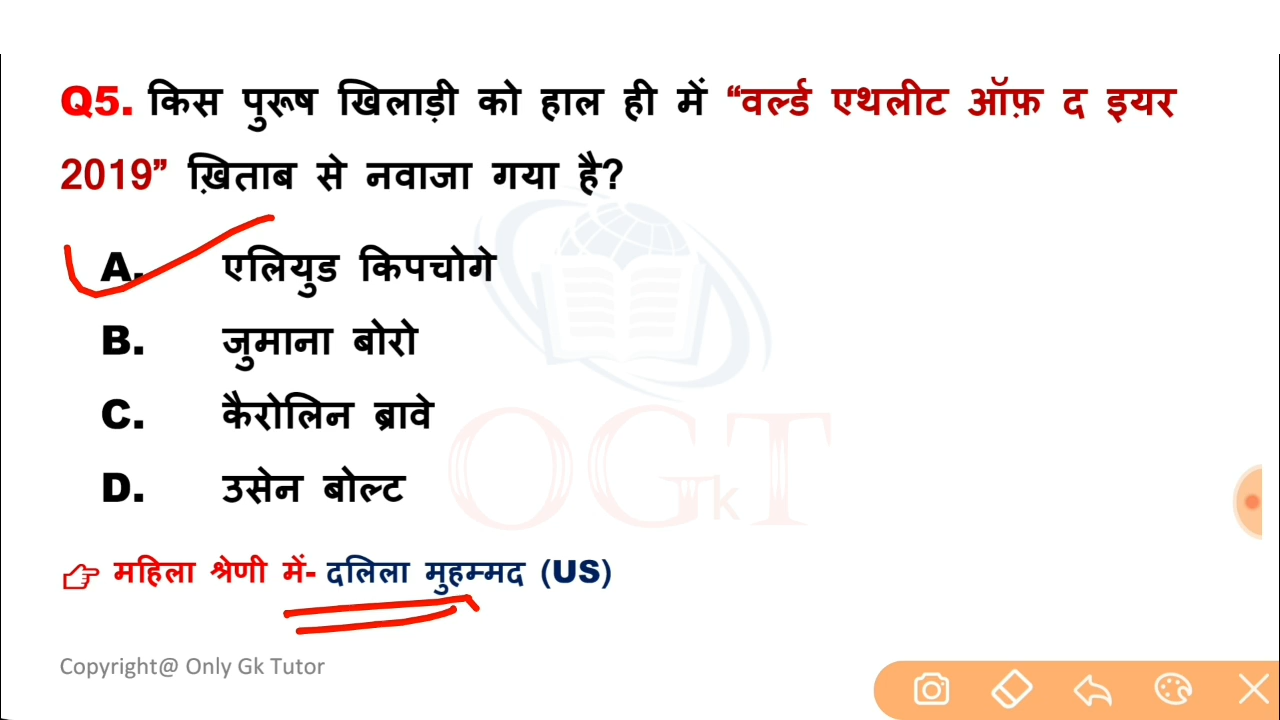 Q5. किस पुरूष खिलाड़ी को हाल ही में “वर्ल्ड एथलीट ऑफ़ द इयर
2019” ख़िताब से नवाजा गया है?
A. एलियुड किपचोगे
B. जुमाना बोरो
C. कैरोलिन ब्रावे
D. उसेन बोल्ट
OGkT
महिला श्रेणी में- दलिला मुहम्मद (US)
Copyright@ Only Gk Tutor